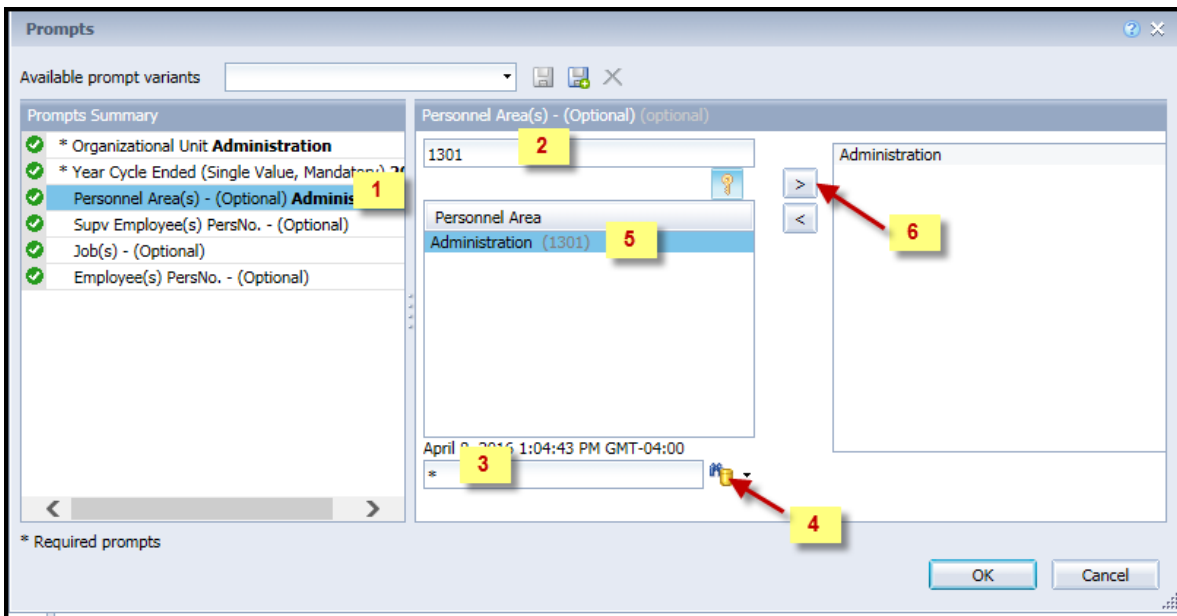 Prompts
Available prompt variants
Prompts Summary
* Organizational Unit Administration
* Year Cycle Ended (Single Value, Mandatory)
1
Personnel Area(s) - (Optional) Adminis
Supv Employee(s) PersNo. - (Optional)
Job(s) - (Optional)
Employee(s) PersNo. - (Optional)
Personnel Area(s) - (Optional) (optional)
1301
2
Personnel Area
Administration (1301)
5
April 2016 1:04:43 PM GMT-04:00
*
3
4
>
<
6
Administration
* Required prompts
OK
Cancel